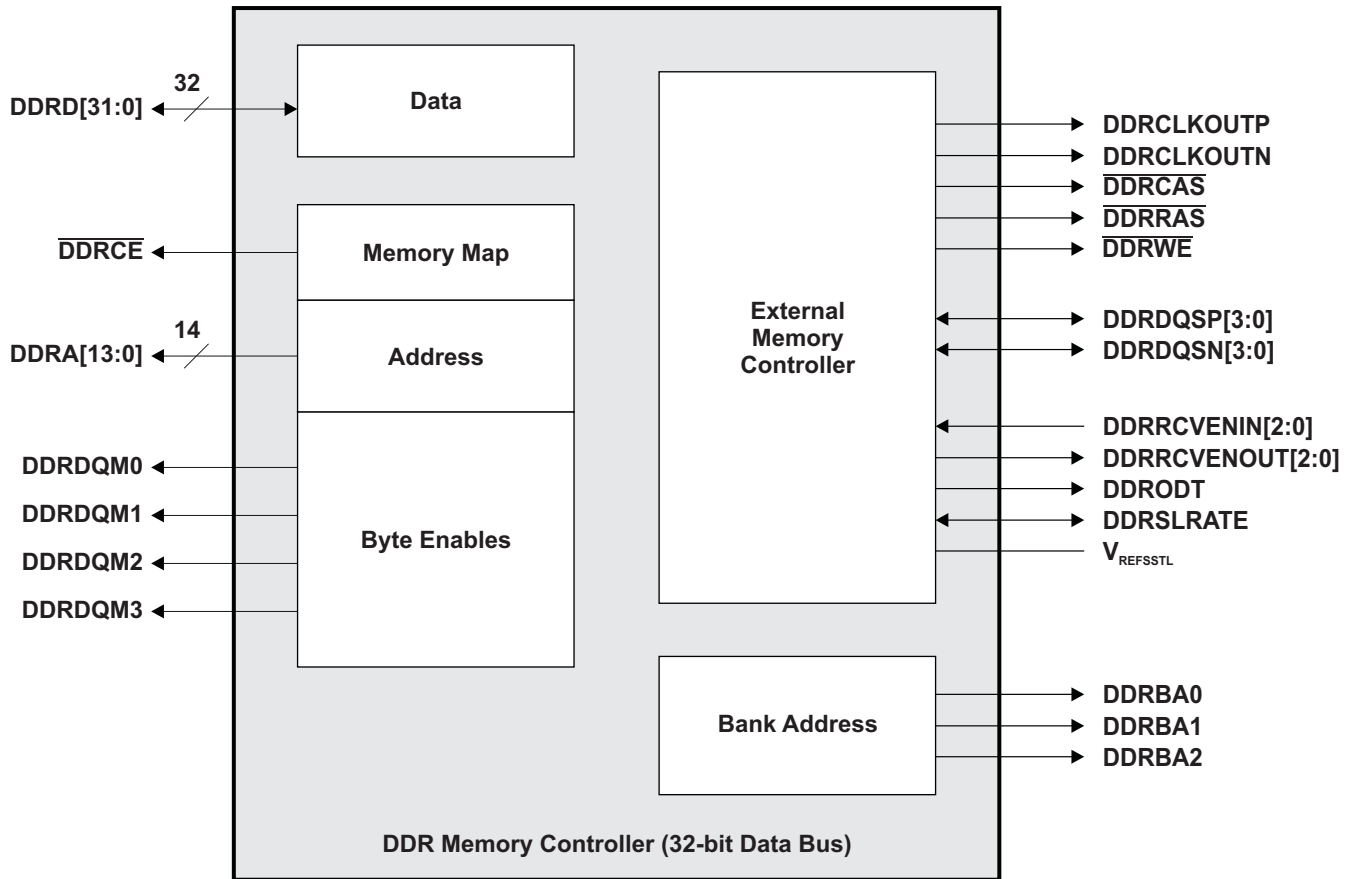 32
DDRD[31:0]
Data
DDRCE
Memory Map
14
DDRA[13:0]
Address
DDRDQM0
DDRDQM1
DDRDQM2
DDRDQM3
Byte Enables
External
Memory
Controller
DDRCLKOUTP
DDRCLKOUTN
DDRCAS
DDRRAS
DDRWE
DDRDQSP[3:0]
DDRDQSN[3:0]
DDRRCVENIN[2:0]
DDRRCVENOUT[2:0]
DDRODT
DDRSLRATE
VREFSSTL
Bank Address
DDRBA0
DDRBA1
DDRBA2
DDR Memory Controller (32-bit Data Bus)